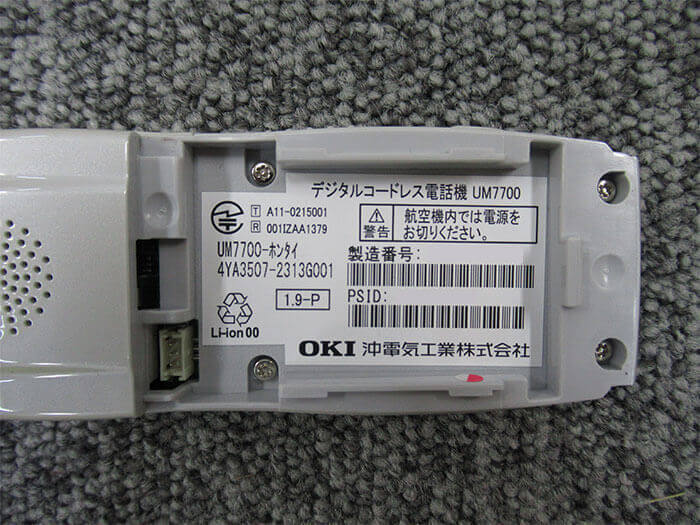 デジタルコードレス電話機 UM7700
T A11-0215001
R 001IZAA1379
警告
航空機内では電源を
お切りください。
UM7700-ホンタイ
4YA3507-2313G001
製造番号:
1.9-P
PSID:
Li-ion 00
OKI 沖電気工業株式会社